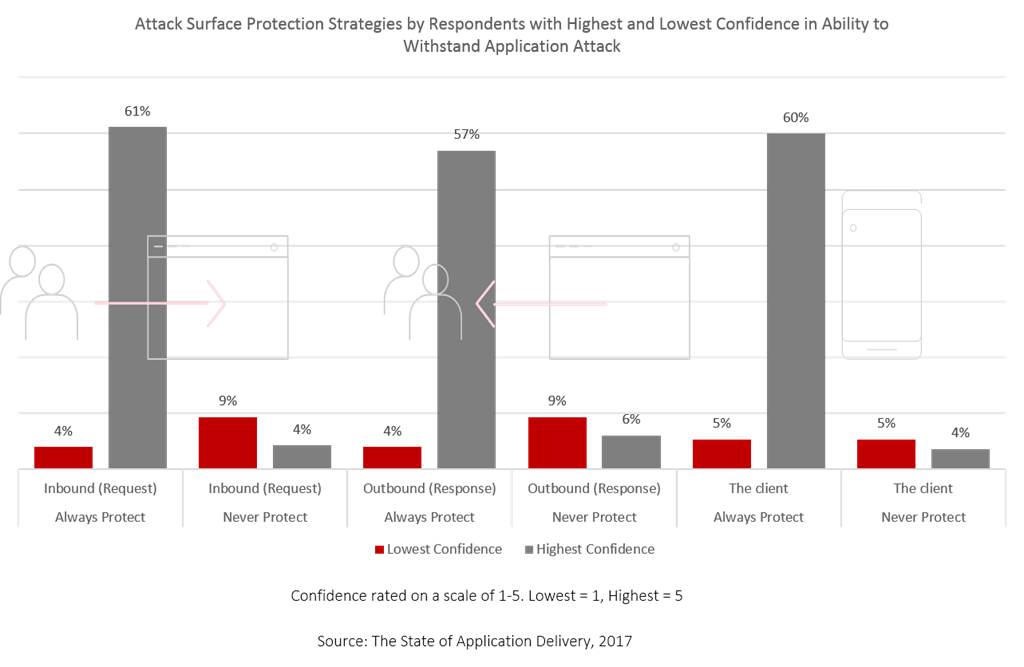 Attack Surface Protection Strategies by Respondents with Highest and Lowest Confidence in Ability to
Withstand Application Attack
61%
57%
60%
4%
9%
4%
4%
9%
6%
5%
5%
4%
Inbound (Request) Inbound (Request) Outbound (Response) Outbound (Response) The client The client
Always Protect Never Protect Always Protect Never Protect Always Protect Never Protect
Lowest Confidence Highest Confidence
Confidence rated on a scale of 1-5. Lowest = 1, Highest = 5
Source: The State of Application Delivery, 2017